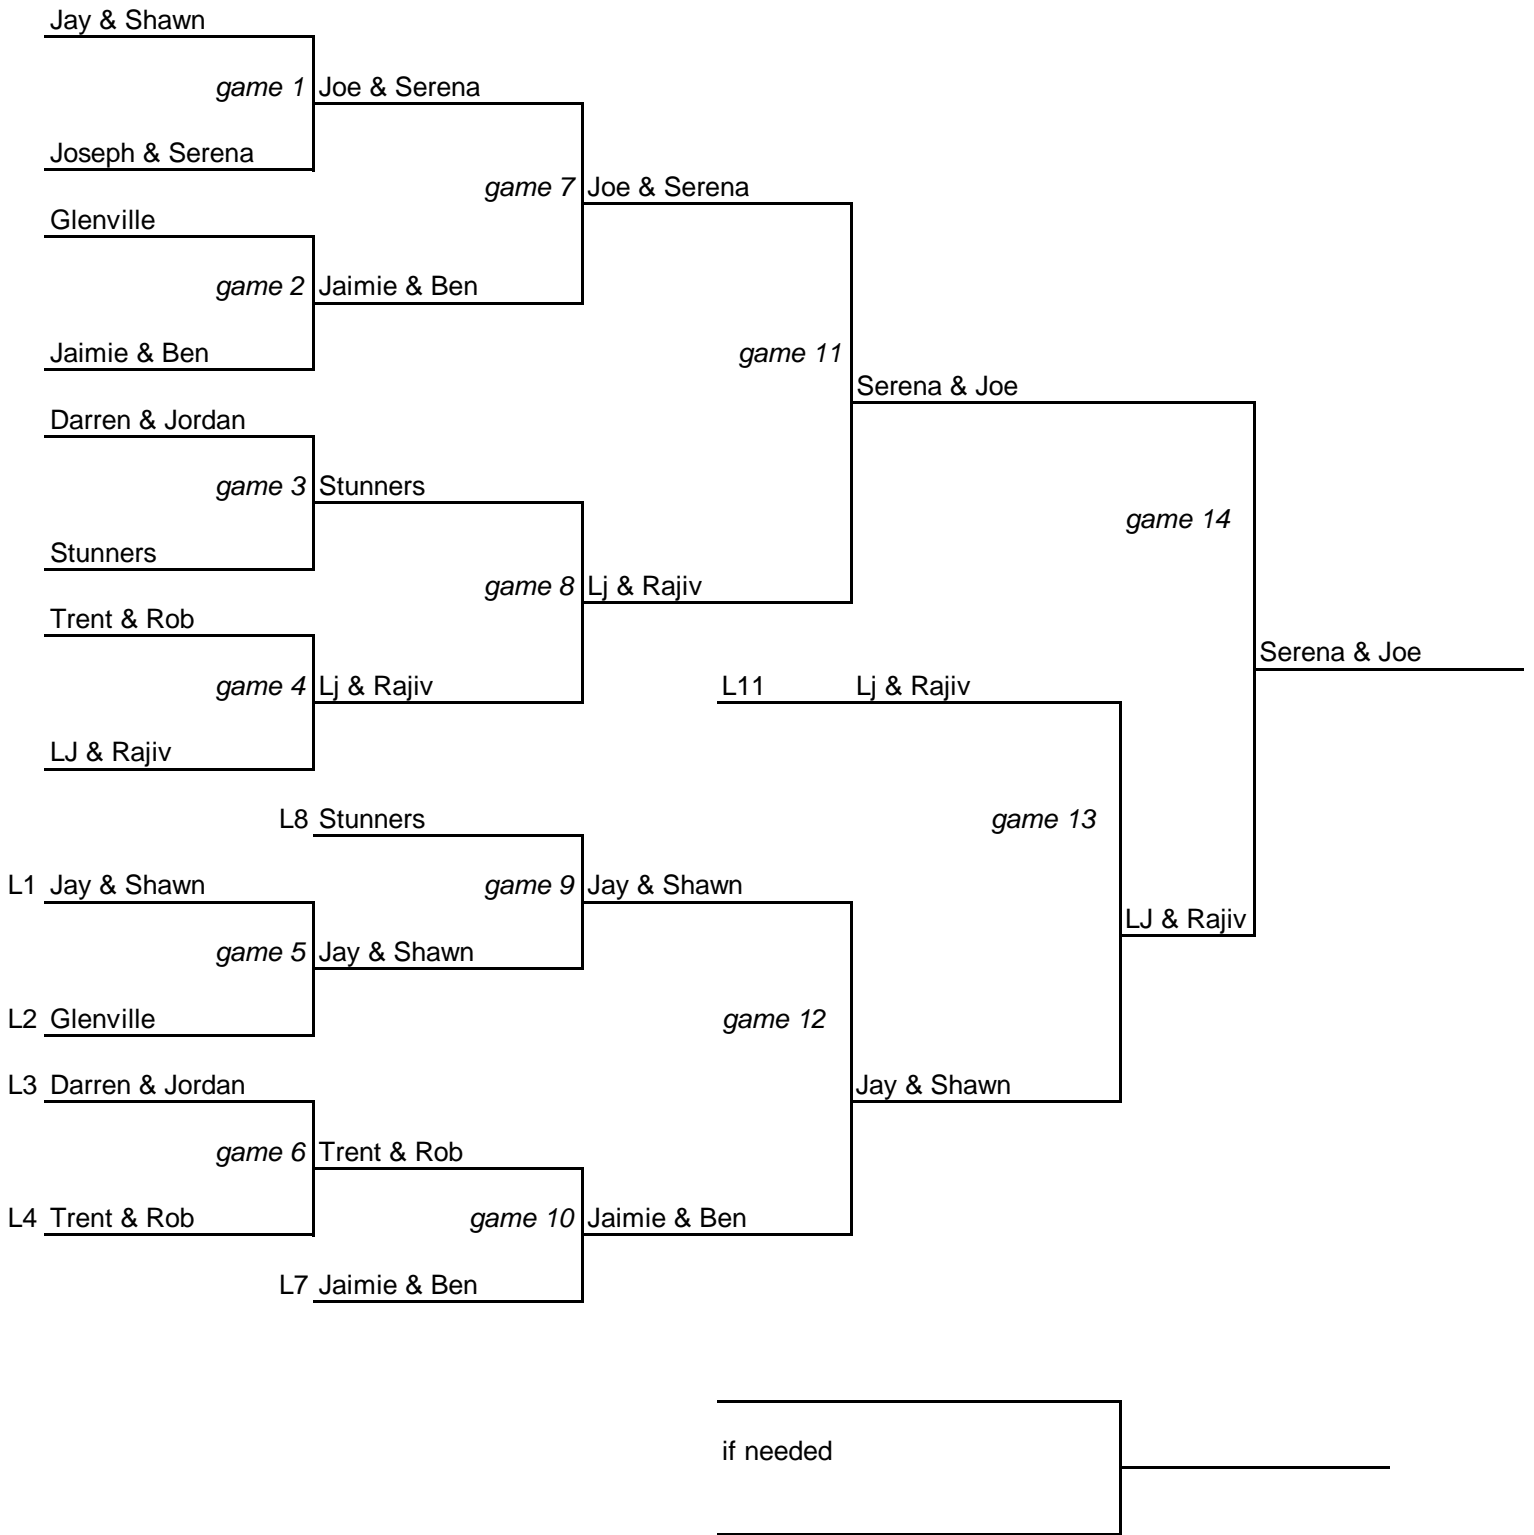 Jay & Shawn
game 1 Joe & Serena
Joseph & Serena
game 7 Joe & Serena
Glenville
game 2 Jaimie & Ben
Jaimie & Ben
game 11
Serena & Joe
Darren & Jordan
game 3 Stunners
game 14
Stunners
game 8 Lj & Rajiv
Trent & Rob
Serena & Joe
game 4 Lj & Rajiv
L11 Lj & Rajiv
LJ & Rajiv
L8 Stunners
game 13
L1 Jay & Shawn
game 9 Jay & Shawn
LJ & Rajiv
game 5 Jay & Shawn
L2 Glenville
game 12
L3 Darren & Jordan
Jay & Shawn
game 6 Trent & Rob
L4 Trent & Rob
game 10 Jaimie & Ben
L7 Jaimie & Ben
if needed